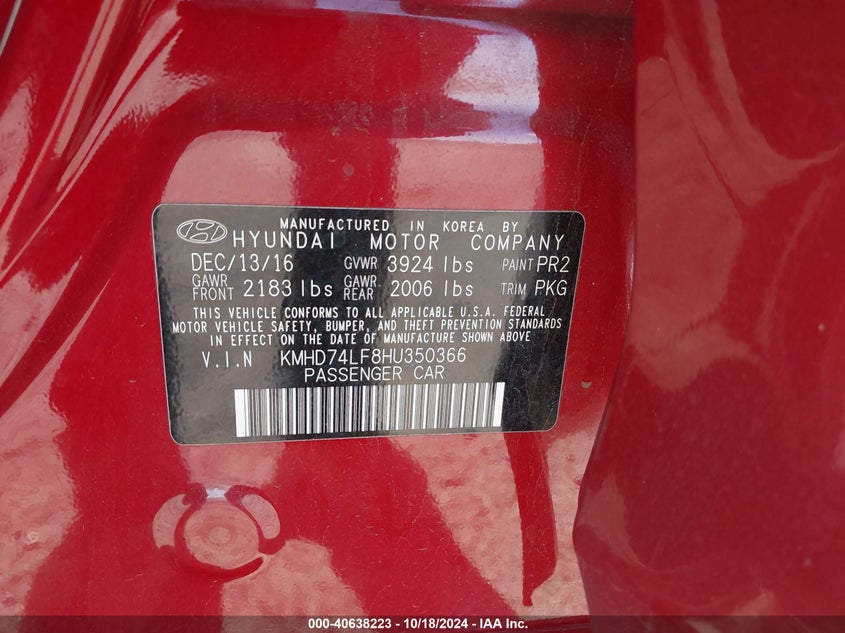 MANUFACTURED IN KOREA BY
HYUNDAI MOTOR COMPANY
DEC/13/16 GVWR 3924 lbs PAINT PR2
GAWR FRONT 2183 lbs GAWR REAR 2006 lbs TRIM PKG
THIS VEHICLE CONFORMS TO ALL APPLICABLE U.S.A. FEDERAL
MOTOR VEHICLE SAFETY, BUMPER, AND THEFT PREVENTION STANDARDS
IN EFFECT ON THE DATE OF MANUFACTURE SHOWN ABOVE
V.I.N KMHD74LF8HU350366
PASSENGER CAR
000-40638223 - 10/18/2024 - IAA Inc.